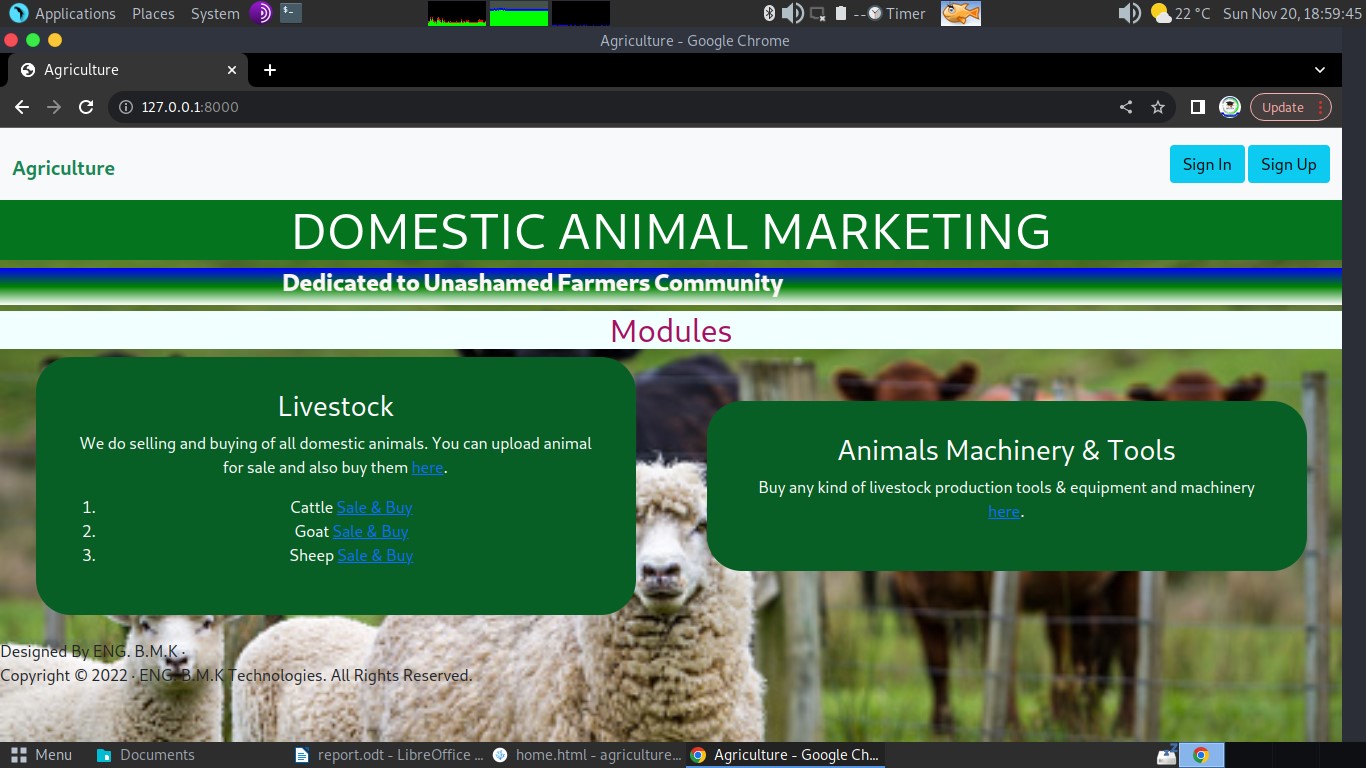 Applications Places System
-- Timer 22 °C Sun Nov 20, 18:59:45
Agriculture - Google Chrome
Agriculture
127.0.0.1:8000
Update
Agriculture
Sign In Sign Up
DOMESTIC ANIMAL MARKETING
Dedicated to Unashamed Farmers Community
Modules
Livestock
We do selling and buying of all domestic animals. You can upload animal
for sale and also buy them here.
1. Cattle Sale & Buy
2. Goat Sale & Buy
3. Sheep Sale & Buy
Animals Machinery & Tools
Buy any kind of livestock production tools & equipment and machinery
here.
Designed By ENG. B.M.K ·
Copyright © 2022 · ENG. B.M.K Technologies. All Rights Reserved.
Menu Documents report.odt - LibreOffice ... home.html - agriculture... Agriculture - Google Ch...